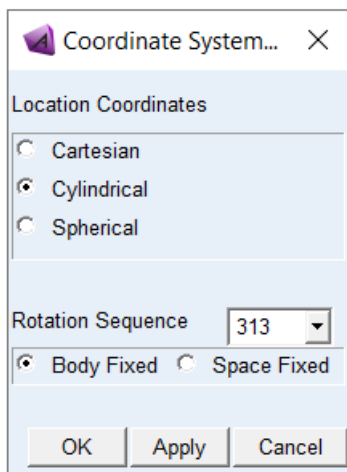 Coordinate System...
Location Coordinates
Cartesian
Cylindrical
Spherical
Rotation Sequence 313
Body Fixed Space Fixed
OK Apply Cancel